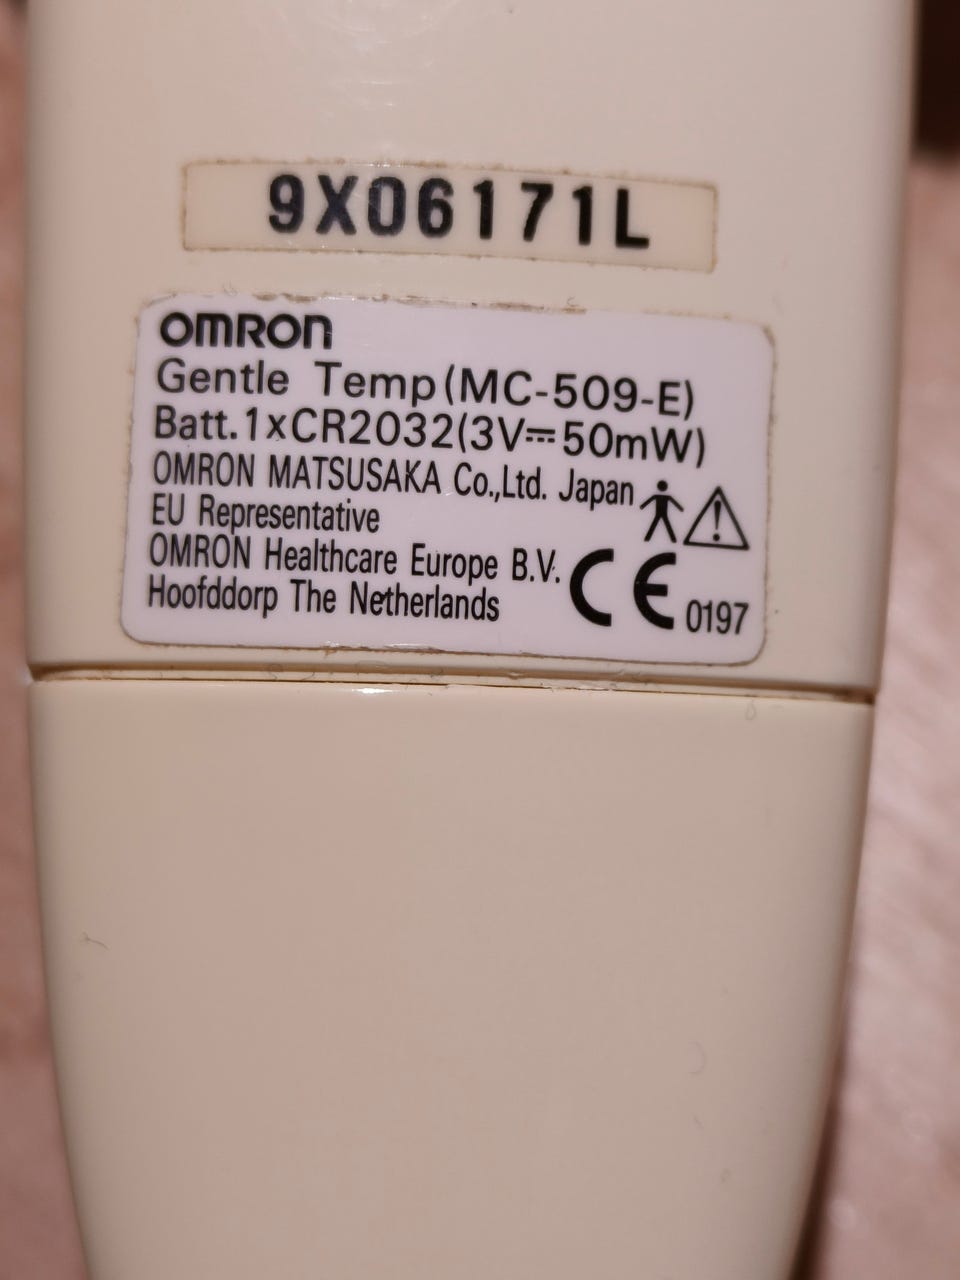 9X06171L
OMRON
Gentle Temp(MC-509-E)
Batt.1xCR2032(3V⎓50mW)
OMRON MATSUSAKA Co.,Ltd. Japan
EU Representative
OMRON Healthcare Europe B.V.
Hoofddorp The Netherlands
CE 0197